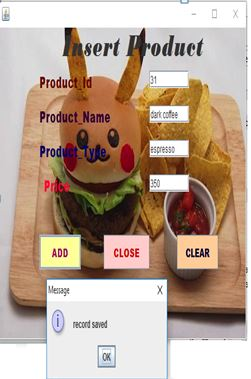 Insert Product
Product_Id 31
Product_Name dark coffee
Product_Type espresso
Price 350
ADD CLOSE CLEAR
Message
record saved
OK